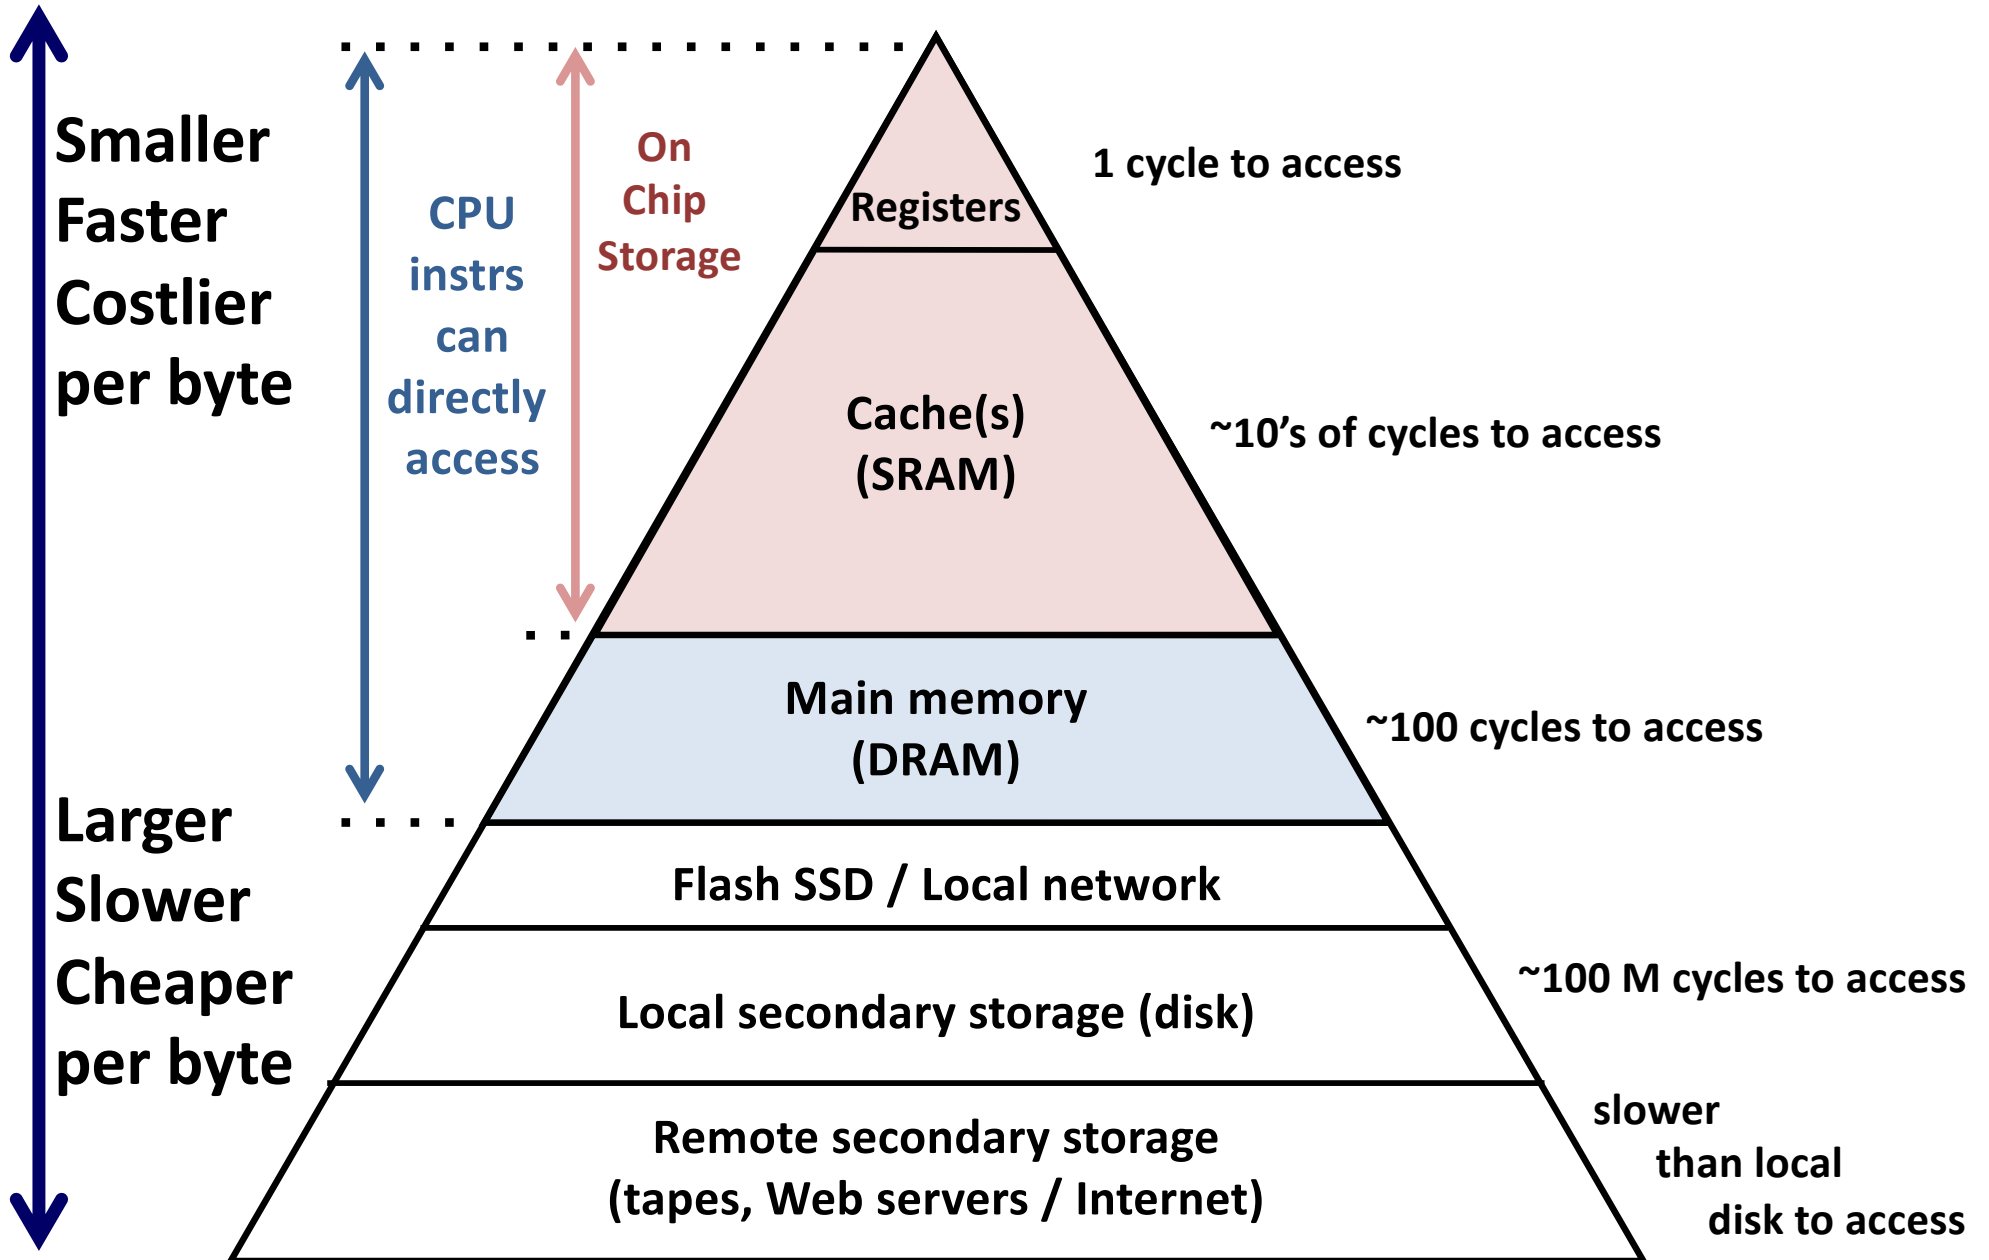 Smaller
Faster
Costlier
per byte
Larger
Slower
Cheaper
per byte
CPU
instrs
can
directly
access
On
Chip
Storage
Registers
Cache(s)
(SRAM)
Main memory
(DRAM)
Flash SSD / Local network
Local secondary storage (disk)
Remote secondary storage
(tapes, Web servers / Internet)
1 cycle to access
~10’s of cycles to access
~100 cycles to access
~100 M cycles to access
slower
than local
disk to access